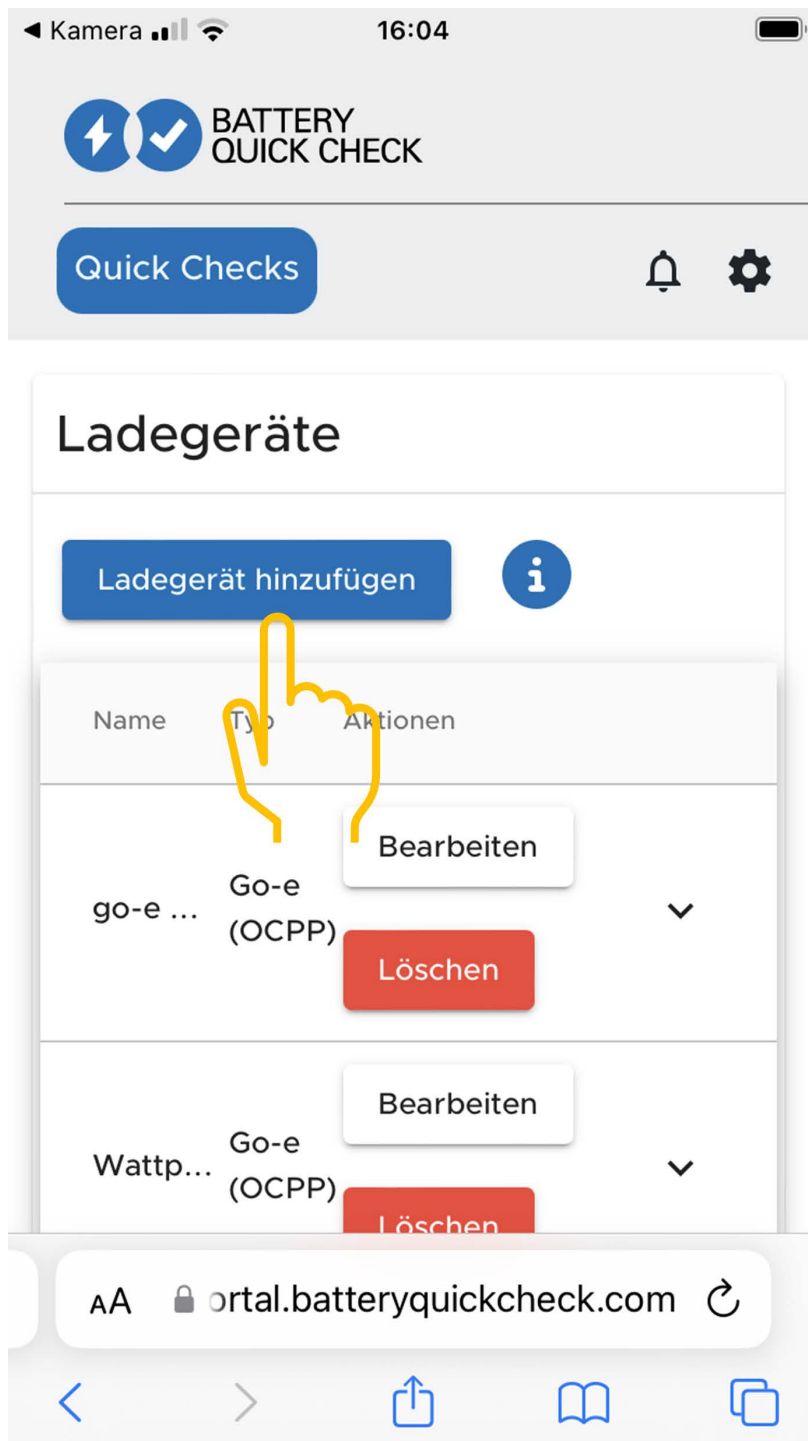 ◀ Kamera
16:04
BATTERY
QUICK CHECK
Quick Checks
Ladegeräte
Ladegerät hinzufügen
i
Name Typ Aktionen
Bearbeiten
go-e ...
Go-e
(OCPP)
Löschen
Bearbeiten
Wattp...
Go-e
(OCPP)
Löschen
AA ortal.batteryquickcheck.com